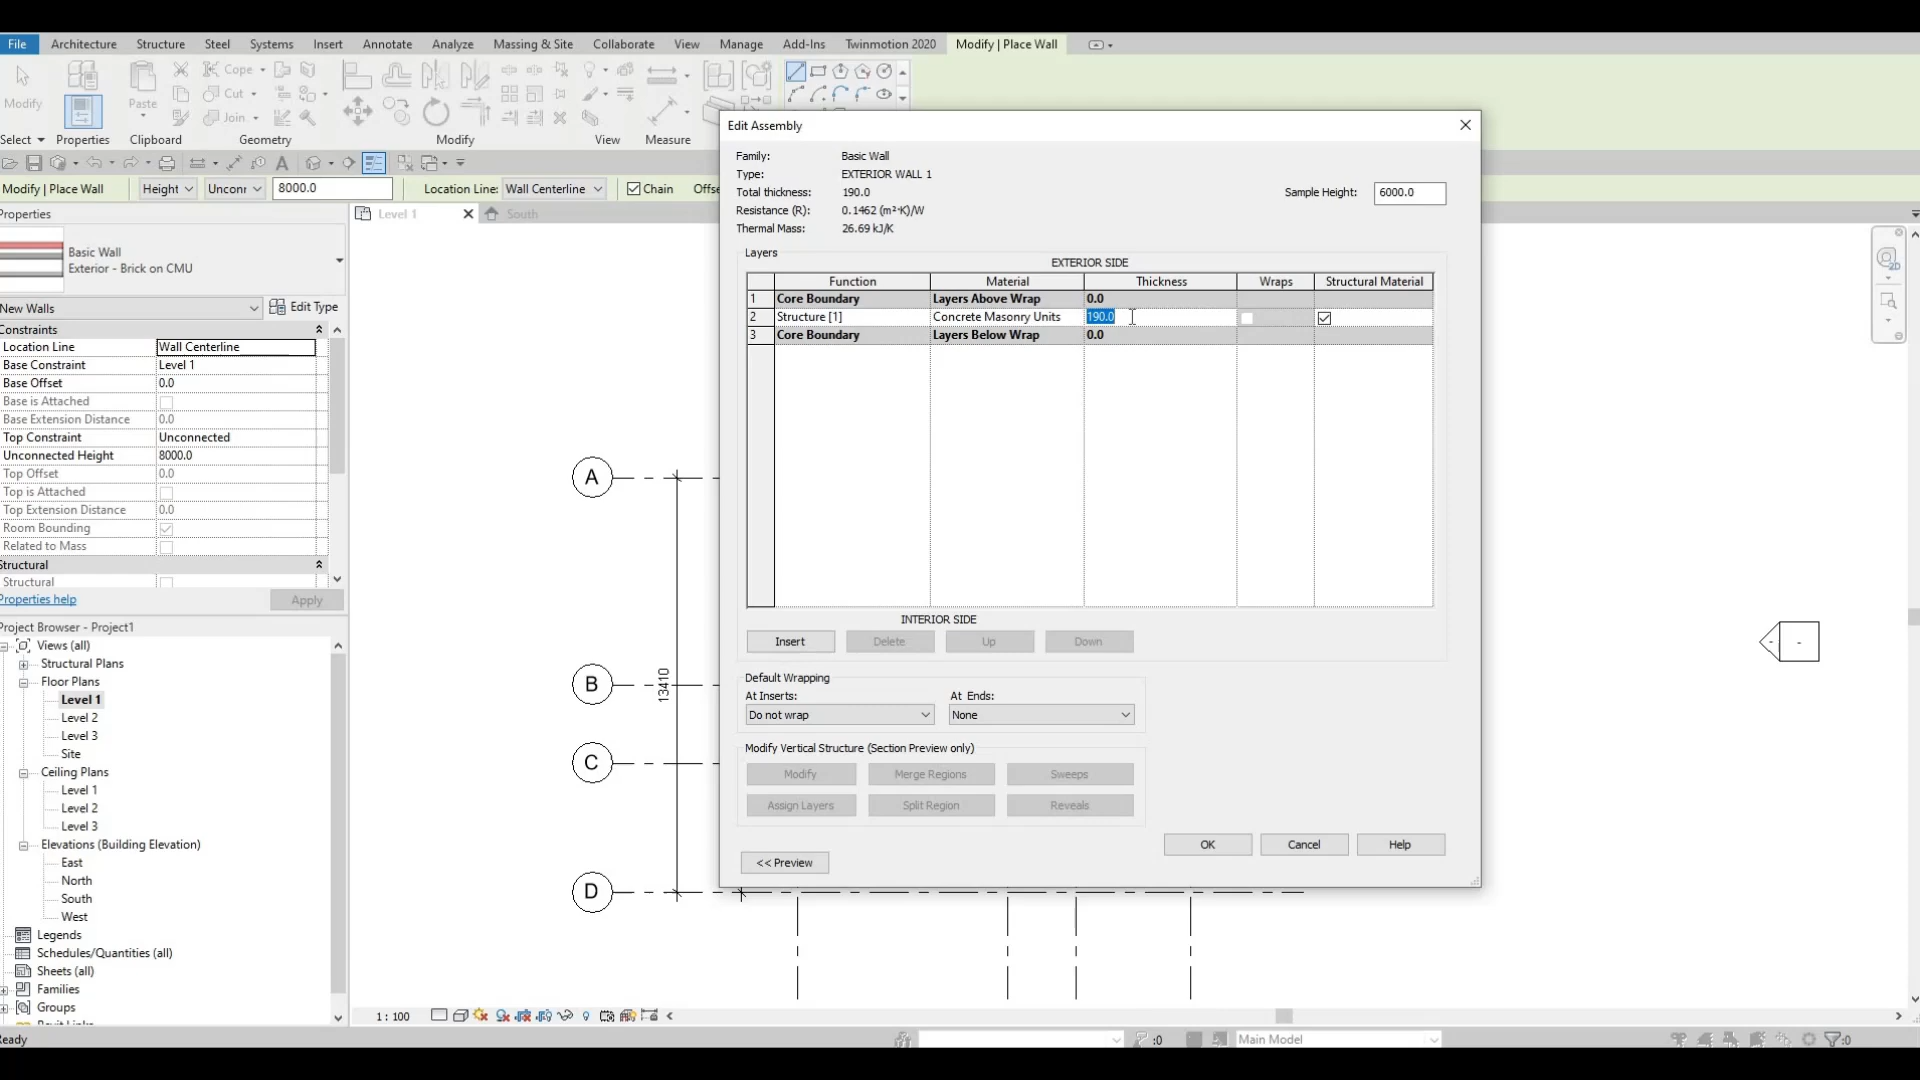 File Architecture Structure Steel Systems Insert Annotate Analyze Massing & Site Collaborate View Manage Add-Ins Twinmotion 2020 Modify | Place Wall
Cope
Modify Paste Cut
Join
Select Properties Clipboard Geometry Modify View Measure
Modify | Place Wall Height Unconr 8000.0 Location Line: Wall Centerline Chain Offse
Properties
Level 1 South
Basic Wall
Exterior - Brick on CMU
New Walls Edit Type
Constraints
Location Line Wall Centerline
Base Constraint Level 1
Base Offset 0.0
Base is Attached
Base Extension Distance 0.0
Top Constraint Unconnected
Unconnected Height 8000.0
Top Offset 0.0
Top is Attached
Top Extension Distance 0.0
Room Bounding
Related to Mass
Structural
Structural
Properties help Apply
Project Browser - Project1
Views (all)
Structural Plans
Floor Plans
Level 1
Level 2
Level 3
Site
Ceiling Plans
Level 1
Level 2
Level 3
Elevations (Building Elevation)
East
North
South
West
Legends
Schedules/Quantities (all)
Sheets (all)
Families
Groups
Revit Links
Edit Assembly
Family: Basic Wall
Type: EXTERIOR WALL 1
Total thickness: 190.0 Sample Height: 6000.0
Resistance (R): 0.1462 (m²·K)/W
Thermal Mass: 26.69 kJ/K
Layers
EXTERIOR SIDE
Function Material Thickness Wraps Structural Material
1 Core Boundary Layers Above Wrap 0.0
2 Structure [1] Concrete Masonry Units 190.0
3 Core Boundary Layers Below Wrap 0.0
INTERIOR SIDE
Insert Delete Up Down
Default Wrapping
At Inserts: At Ends:
Do not wrap None
Modify Vertical Structure (Section Preview only)
Modify Merge Regions Sweeps
Assign Layers Split Region Reveals
OK Cancel Help
<< Preview
A
B
13410
C
D
2D
1 : 100
Ready :0 Main Model :0